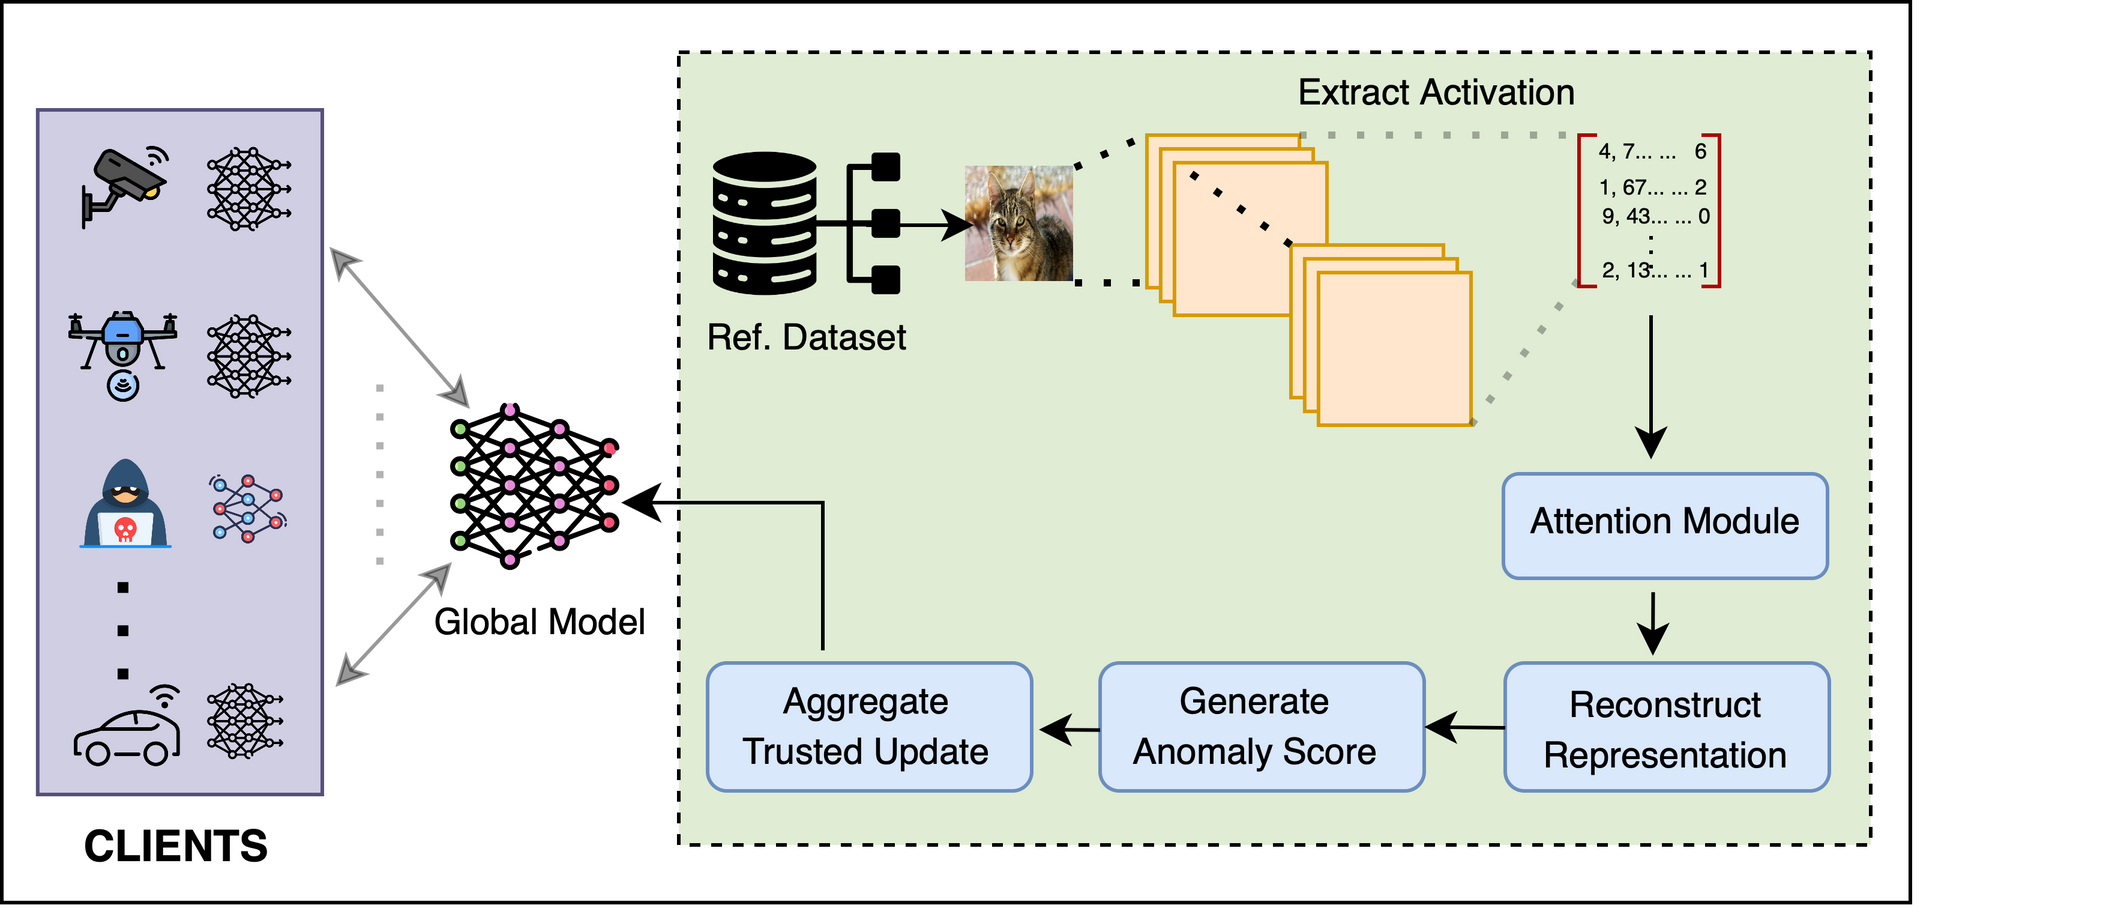 Extract Activation
4, 7... ... 6
1, 67... ... 2
9, 43... ... 0
2, 13... ... 1
Ref. Dataset
Attention Module
Global Model
Aggregate
Trusted Update
Generate
Anomaly Score
Reconstruct
Representation
CLIENTS